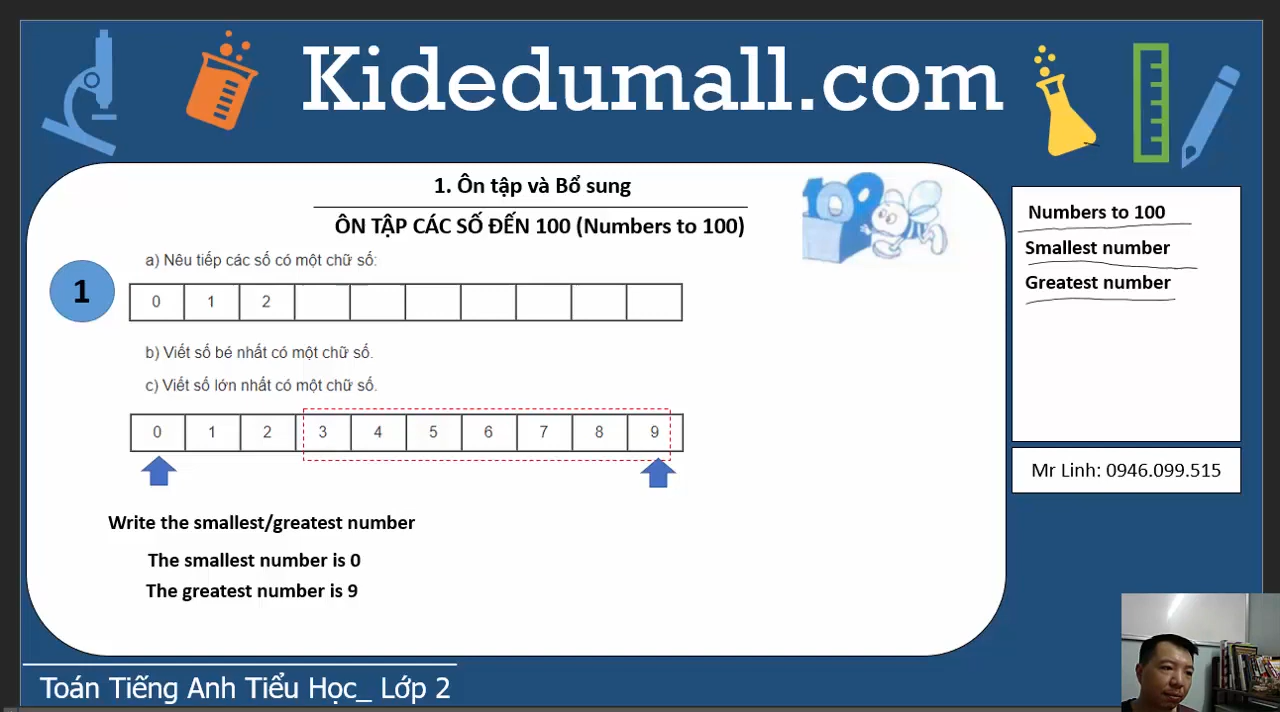 Kidedumall.com
1. Ôn tập và Bổ sung
ÔN TẬP CÁC SỐ ĐẾN 100 (Numbers to 100)
100
1
a) Nêu tiếp các số có một chữ số:
0 1 2
b) Viết số bé nhất có một chữ số.
c) Viết số lớn nhất có một chữ số.
0 1 2 3 4 5 6 7 8 9
Write the smallest/greatest number
The smallest number is 0
The greatest number is 9
Numbers to 100
Smallest number
Greatest number
Mr Linh: 0946.099.515
Toán Tiếng Anh Tiểu Học_ Lớp 2